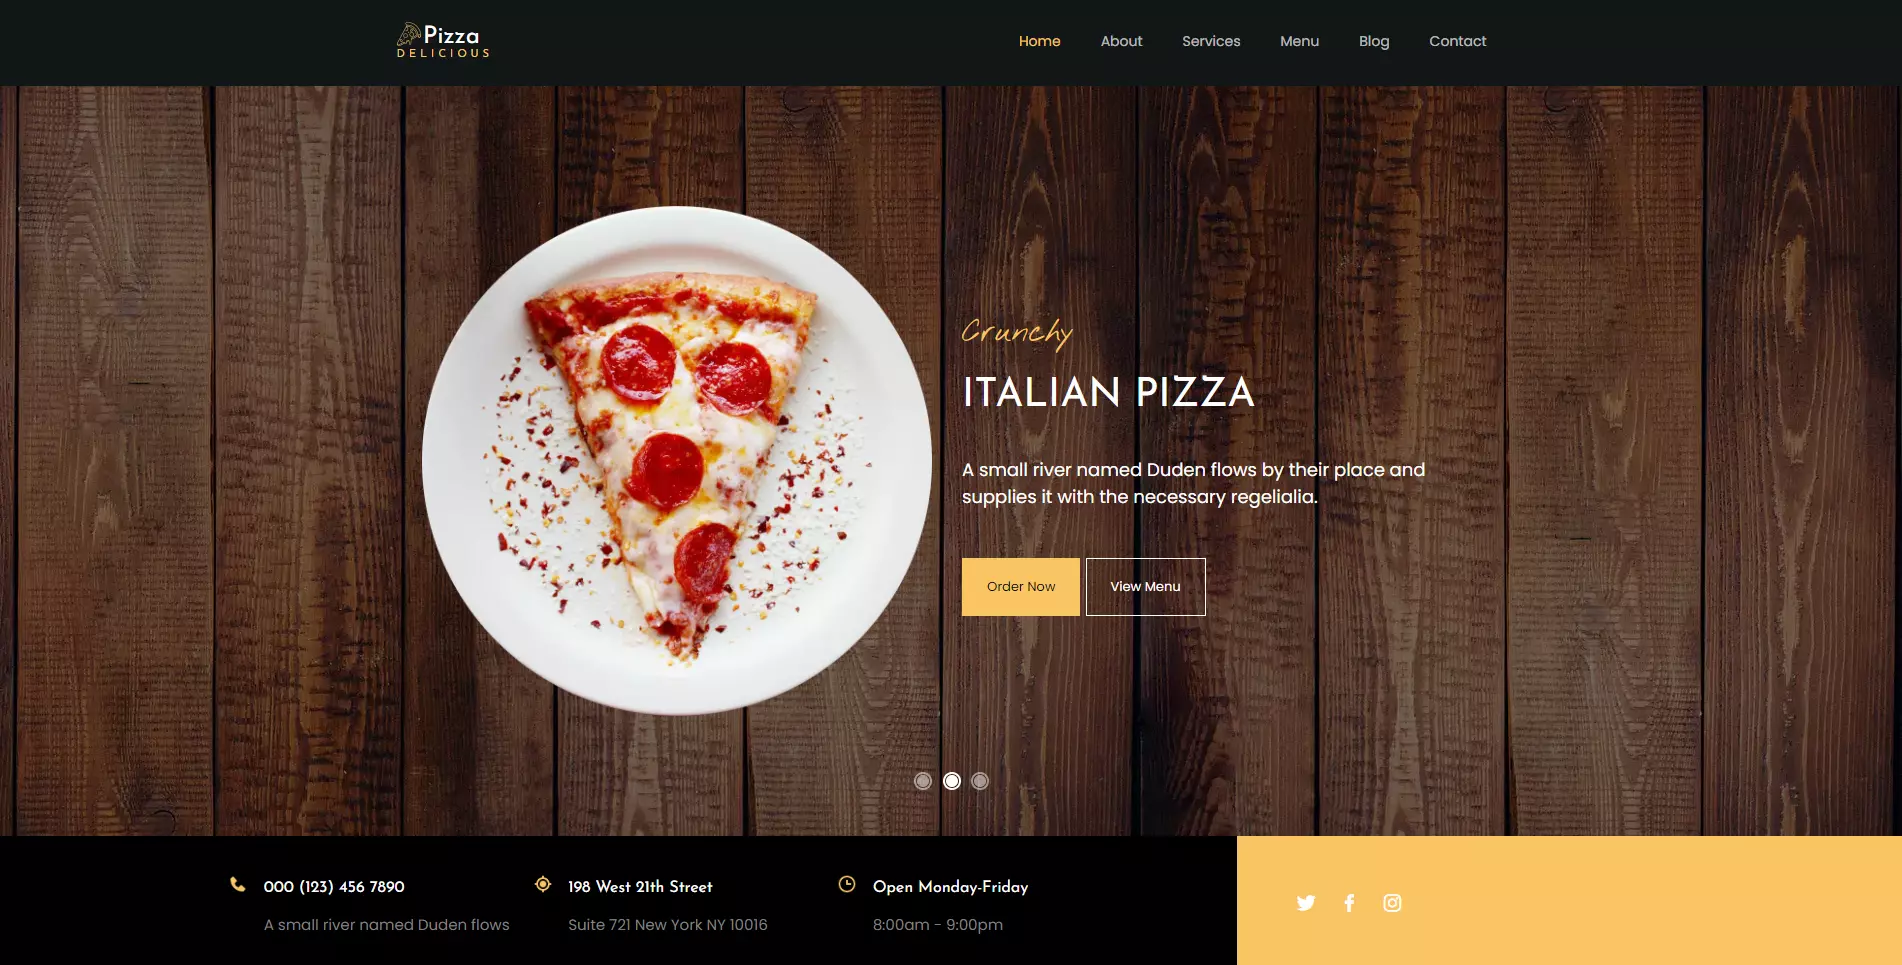 Pizza
DELICIOUS
Home About Services Menu Blog Contact
Crunchy
ITALIAN PIZZA
A small river named Duden flows by their place and
supplies it with the necessary regelialia.
Order Now View Menu
000 (123) 456 7890
A small river named Duden flows
198 West 21th Street
Suite 721 New York NY 10016
Open Monday-Friday
8:00am - 9:00pm